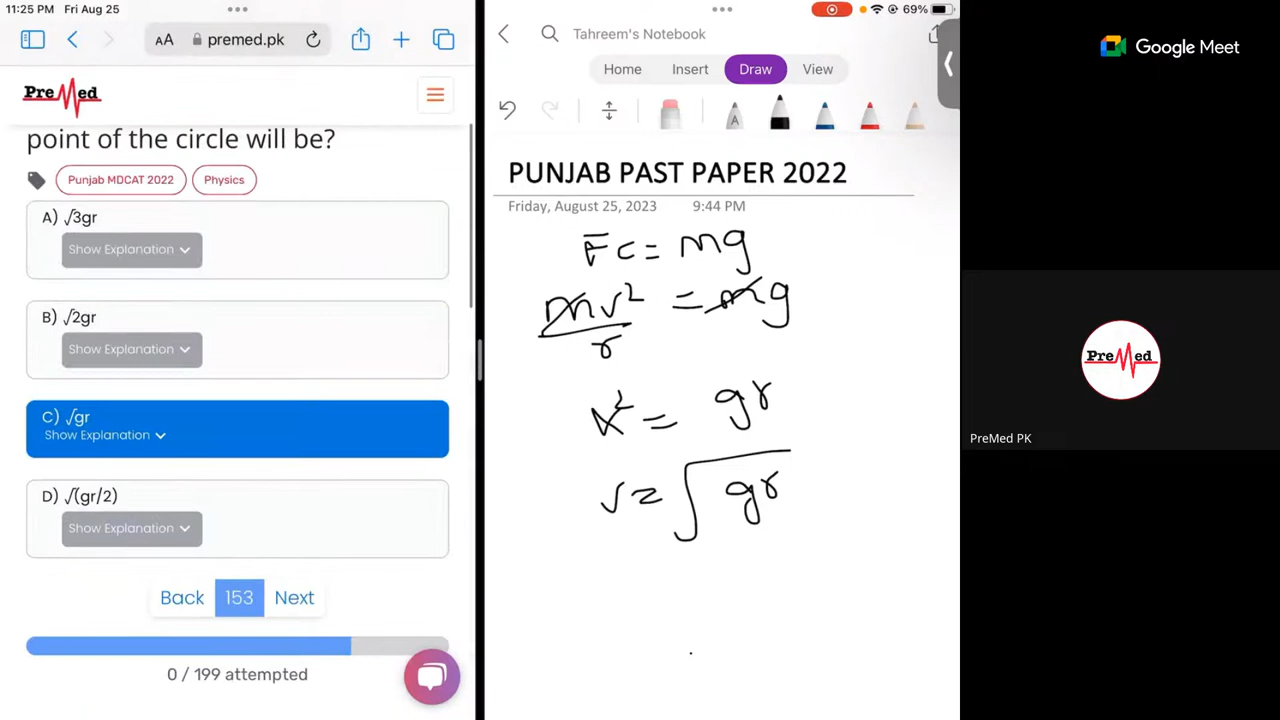 11:25 PM Fri Aug 25
AA premed.pk
PreMed
point of the circle will be?
Punjab MDCAT 2022 Physics
A) √3gr
Show Explanation
B) √2gr
Show Explanation
C) √gr
Show Explanation
D) √(gr/2)
Show Explanation
Back 153 Next
0 / 199 attempted
69%
Tahreem's Notebook
Home Insert Draw View
A
PUNJAB PAST PAPER 2022
Friday, August 25, 2023 9:44 PM
Fc = mg
mv²/r = mg
v² = gr
v = √gr
Google Meet
PreMed
PreMed PK